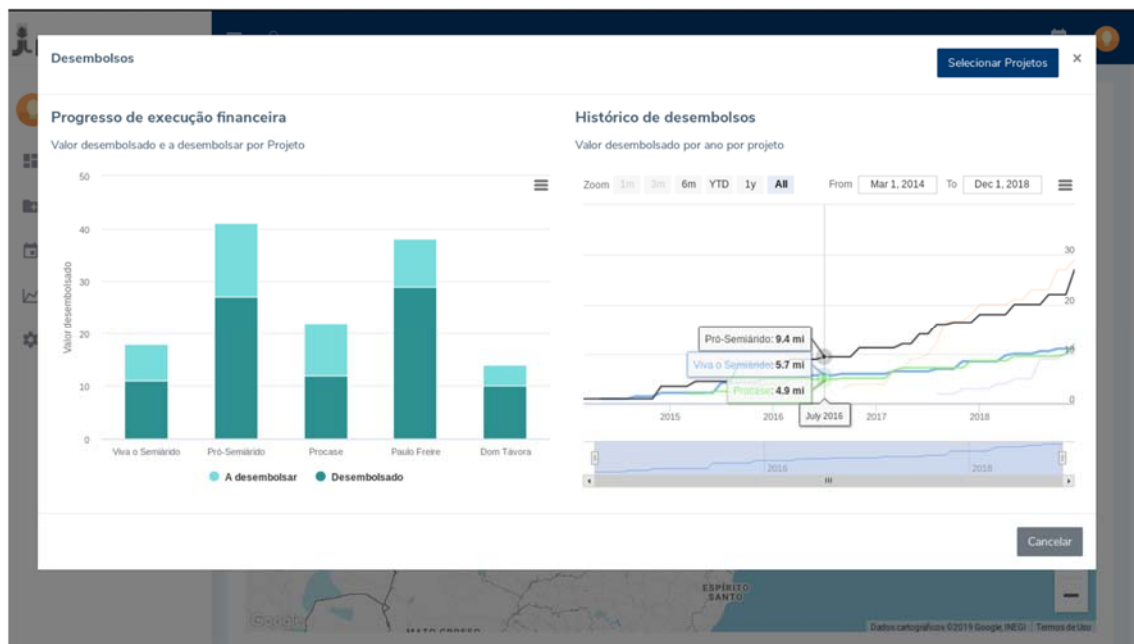 Desembolsos
Selecionar Projetos
×
Progresso de execução financeira
Valor desembolsado e a desembolsar por Projeto
50
40
30
20
10
0
Valor desembolsado
Viva o Semiárido
Pró-Semiárido
Procase
Paulo Freire
Dom Távora
A desembolsar
Desembolsado
Histórico de desembolsos
Valor desembolsado por ano por projeto
Zoom 1m 3m 6m YTD 1y All From Mar 1, 2014 To Dec 1, 2018
30
20
10
0
Pró-Semiárido: 9.4 mi
Viva o Semiárido: 5.7 mi
Procase: 4.9 mi
2015 2016 July 2016 2017 2018
2016 2018
Cancelar
ESPÍRITO
SANTO
Google
MATO GROSSO
Dados cartográficos ©2019 Google, INEGI Termos de Uso